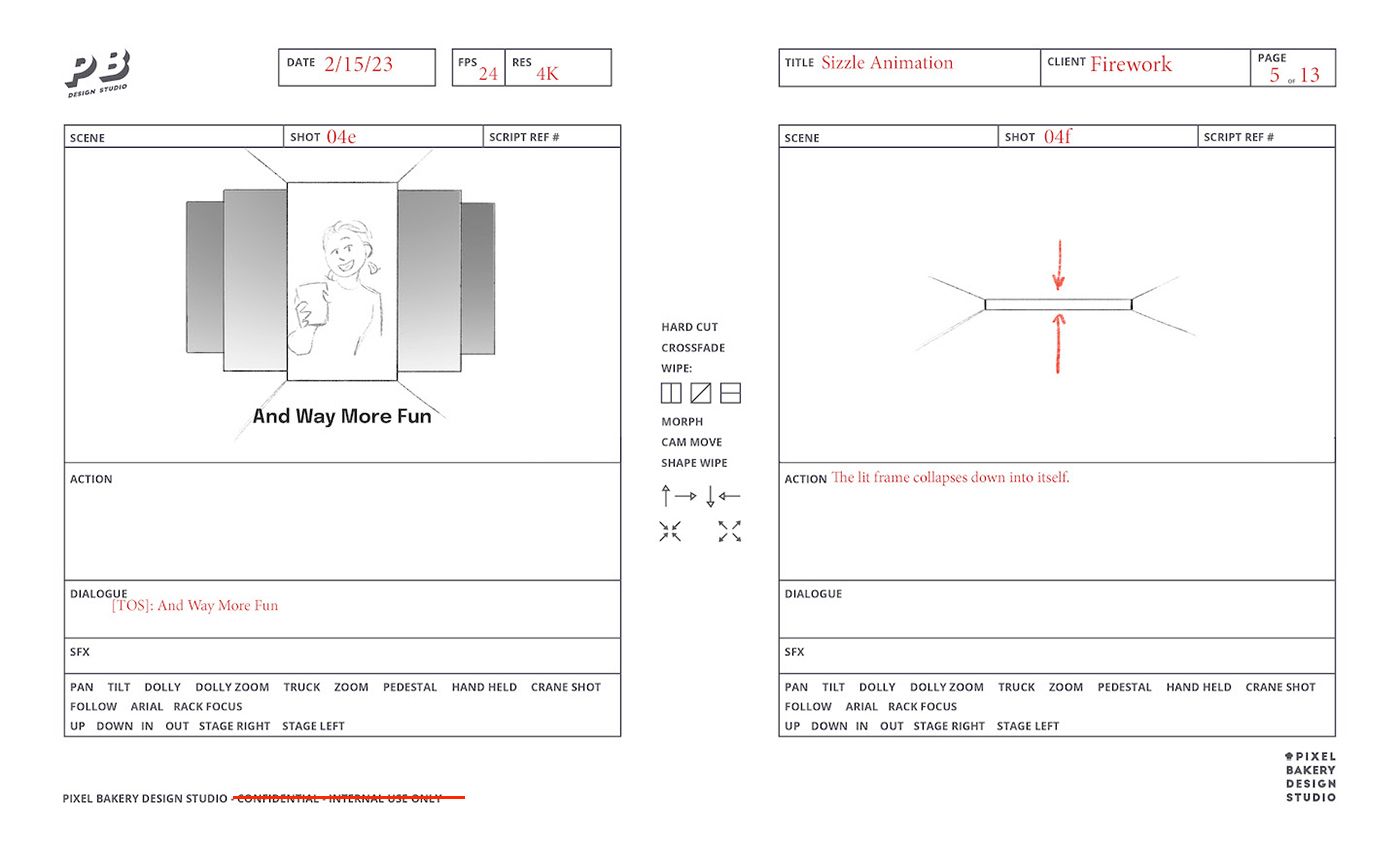 PB
DESIGN STUDIO
DATE 2/15/23
FPS 24 RES 4K
TITLE Sizzle Animation CLIENT Firework PAGE 5 OF 13
SCENE SHOT 04e SCRIPT REF #
And Way More Fun
ACTION
DIALOGUE
[TOS]: And Way More Fun
SFX
PAN TILT DOLLY DOLLY ZOOM TRUCK ZOOM PEDESTAL HAND HELD CRANE SHOT
FOLLOW ARIAL RACK FOCUS
UP DOWN IN OUT STAGE RIGHT STAGE LEFT
HARD CUT
CROSSFADE
WIPE:
MORPH
CAM MOVE
SHAPE WIPE
SCENE SHOT 04f SCRIPT REF #
ACTION The lit frame collapses down into itself.
DIALOGUE
SFX
PAN TILT DOLLY DOLLY ZOOM TRUCK ZOOM PEDESTAL HAND HELD CRANE SHOT
FOLLOW ARIAL RACK FOCUS
UP DOWN IN OUT STAGE RIGHT STAGE LEFT
PIXEL BAKERY DESIGN STUDIO - CONFIDENTIAL - INTERNAL USE ONLY
PIXEL
BAKERY
DESIGN
STUDIO